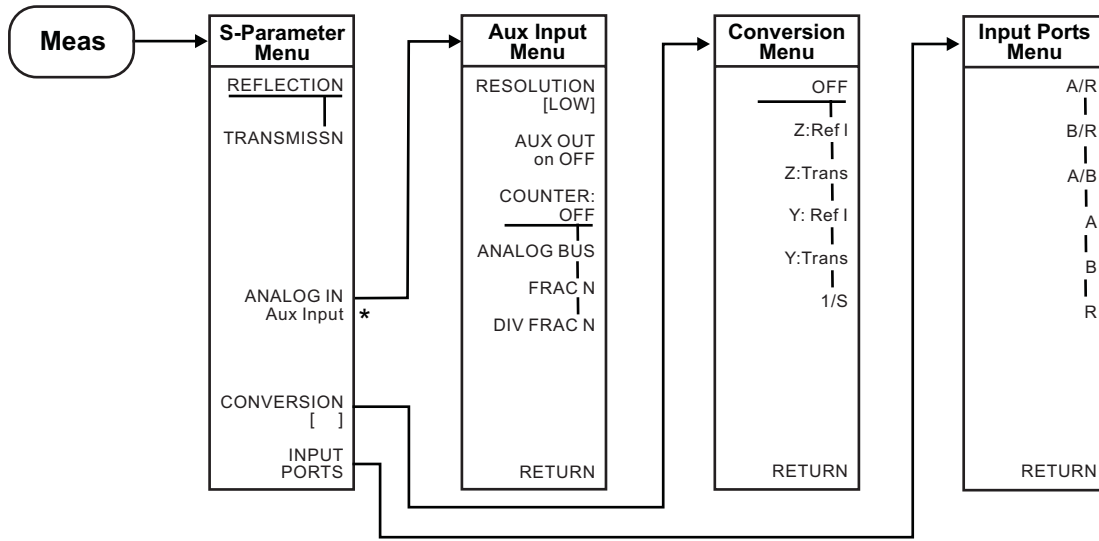 Meas
S-Parameter
Menu
REFLECTION
TRANSMISSN
ANALOG IN
Aux Input *
CONVERSION
[ ]
INPUT
PORTS
Aux Input
Menu
RESOLUTION
[LOW]
AUX OUT
on OFF
COUNTER:
OFF
ANALOG BUS
FRAC N
DIV FRAC N
RETURN
Conversion
Menu
OFF
Z:Refl
Z:Trans
Y: Refl
Y:Trans
1/S
RETURN
Input Ports
Menu
A/R
B/R
A/B
A
B
R
RETURN